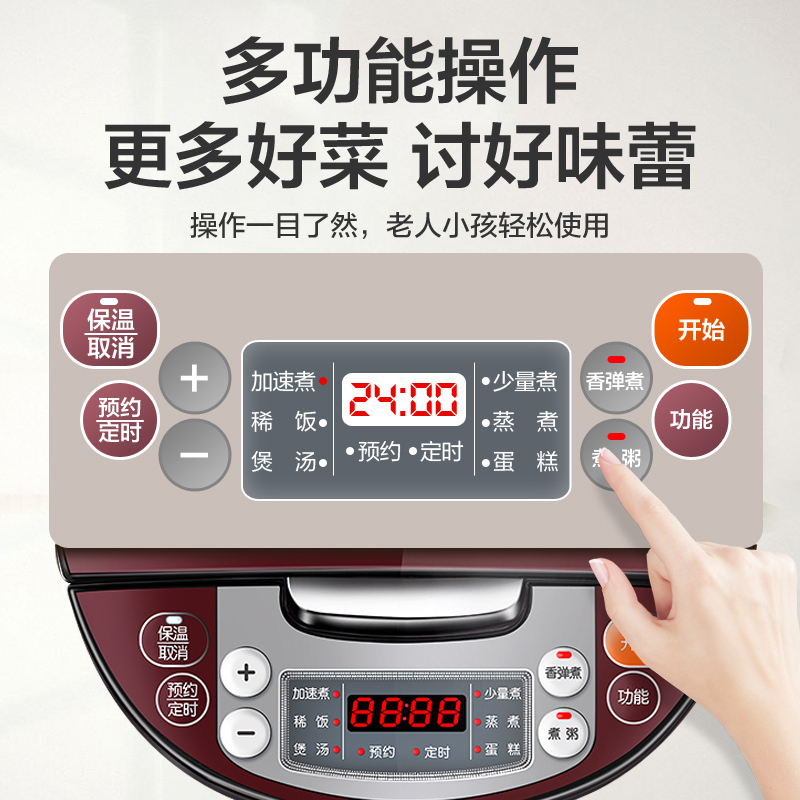 多功能操作
更多好菜 讨好味蕾
操作一目了然，老人小孩轻松使用
保温
取消
预约
定时
+
−
加速煮
稀 饭
煲 汤
24:00
预约 定时
少量煮
蒸 煮
蛋 糕
香弹煮
煮 粥
开始
功能
保温
取消
预约
定时
+
−
加速煮
稀 饭
煲 汤
88:88
预约 定时
少量煮
蒸 煮
蛋 糕
香弹煮
煮 粥
功能